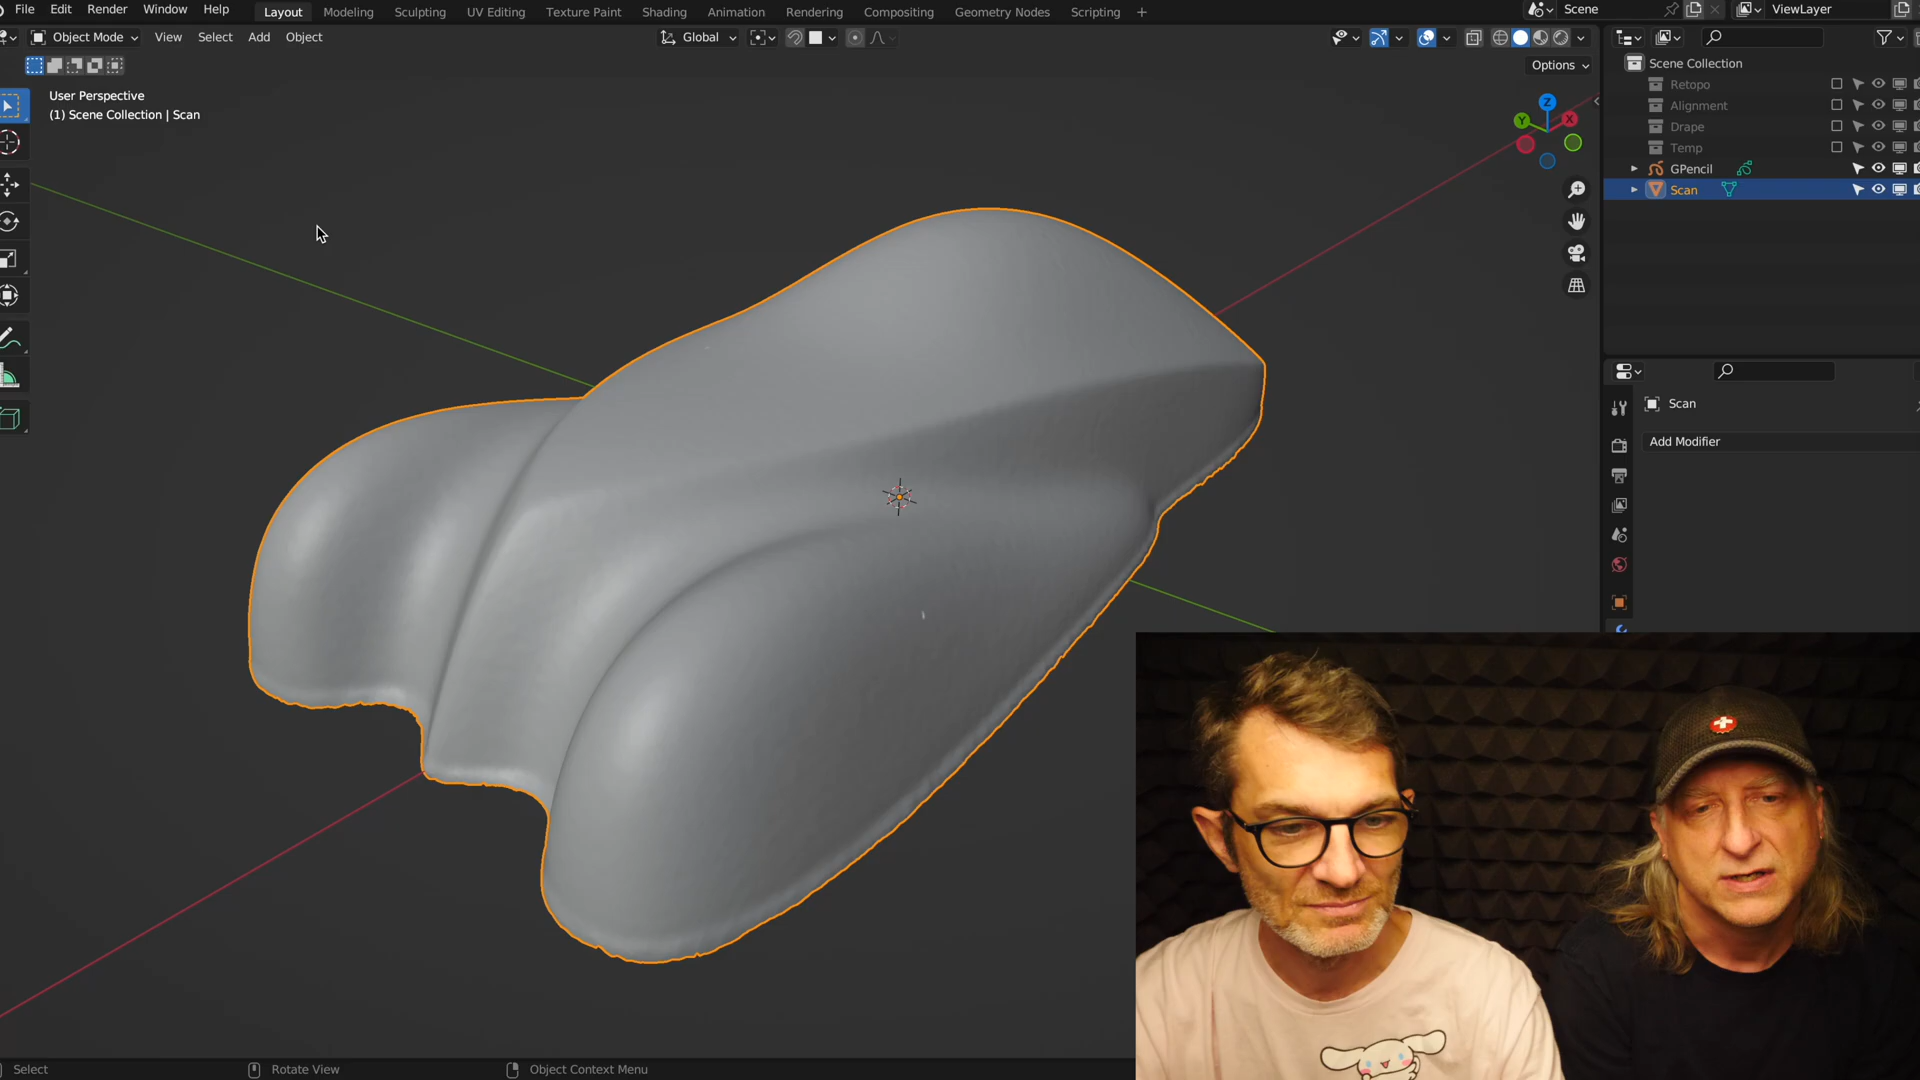 File Edit Render Window Help Layout Modeling Sculpting UV Editing Texture Paint Shading Animation Rendering Compositing Geometry Nodes Scripting + Scene ViewLayer
Object Mode View Select Add Object Global
Options
User Perspective
(1) Scene Collection | Scan
Z
Y
X
Scene Collection
Retopo
Alignment
Drape
Temp
GPencil
Scan
Scan
Add Modifier
Select Rotate View Object Context Menu